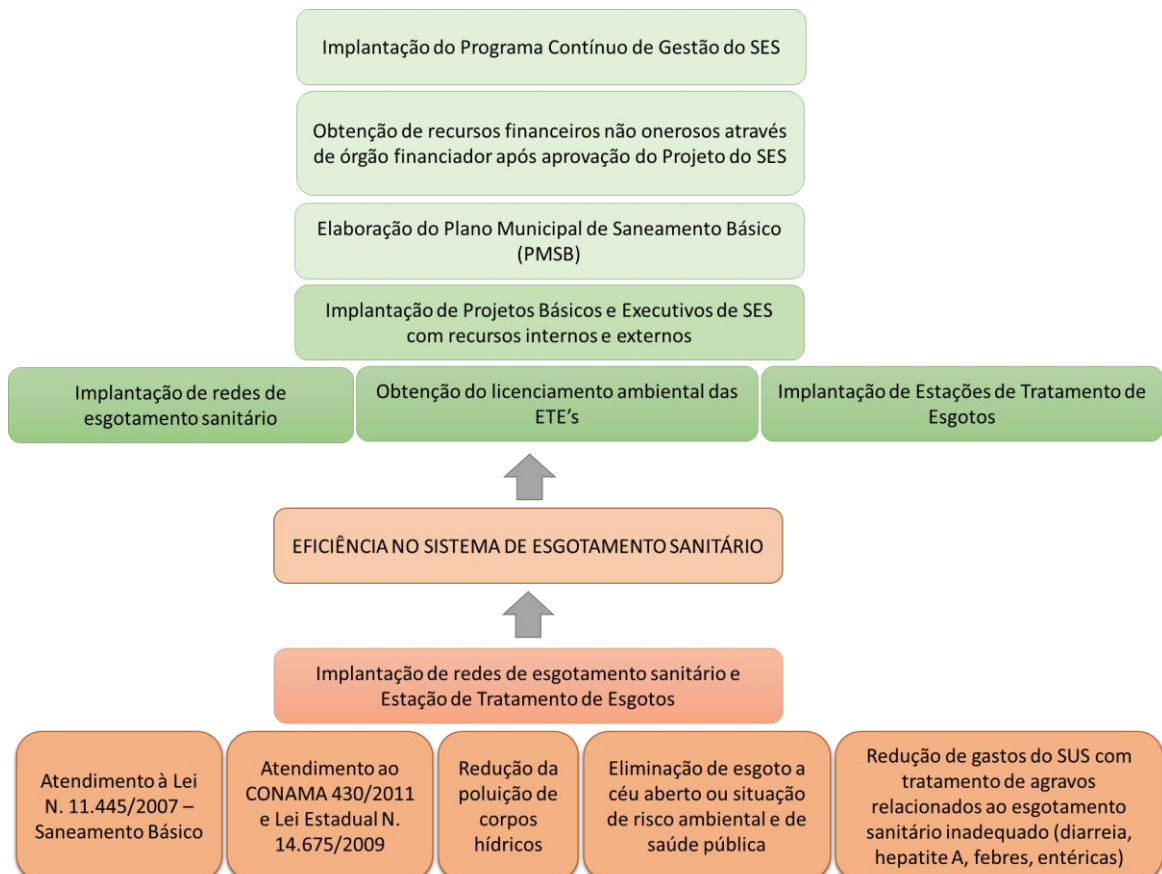 Implantação do Programa Contínuo de Gestão do SES
Obtenção de recursos financeiros não onerosos através
de órgão financiador após aprovação do Projeto do SES
Elaboração do Plano Municipal de Saneamento Básico
(PMSB)
Implantação de Projetos Básicos e Executivos de SES
com recursos internos e externos
Implantação de redes de
esgotamento sanitário
Obtenção do licenciamento ambiental das
ETE's
Implantação de Estações de Tratamento de
Esgotos
EFICIÊNCIA NO SISTEMA DE ESGOTAMENTO SANITÁRIO
Implantação de redes de esgotamento sanitário e
Estação de Tratamento de Esgotos
Atendimento à Lei
N. 11.445/2007 –
Saneamento Básico
Atendimento ao
CONAMA 430/2011
e Lei Estadual N.
14.675/2009
Redução da
poluição de
corpos
hídricos
Eliminação de esgoto a
céu aberto ou situação
de risco ambiental e de
saúde pública
Redução de gastos do SUS com
tratamento de agravos
relacionados ao esgotamento
sanitário inadequado (diarreia,
hepatite A, febres, entéricas)